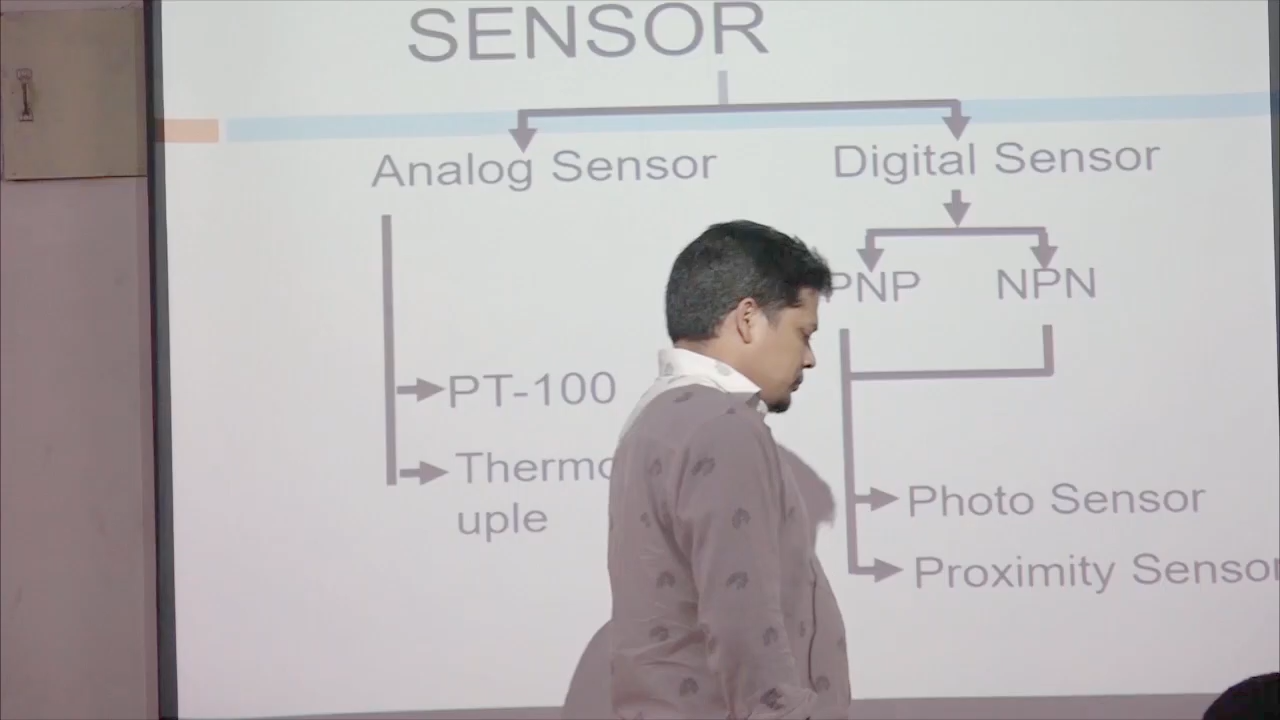 SENSOR
Analog Sensor
Digital Sensor
PNP NPN
PT-100
Thermo
uple
Photo Sensor
Proximity Sensor